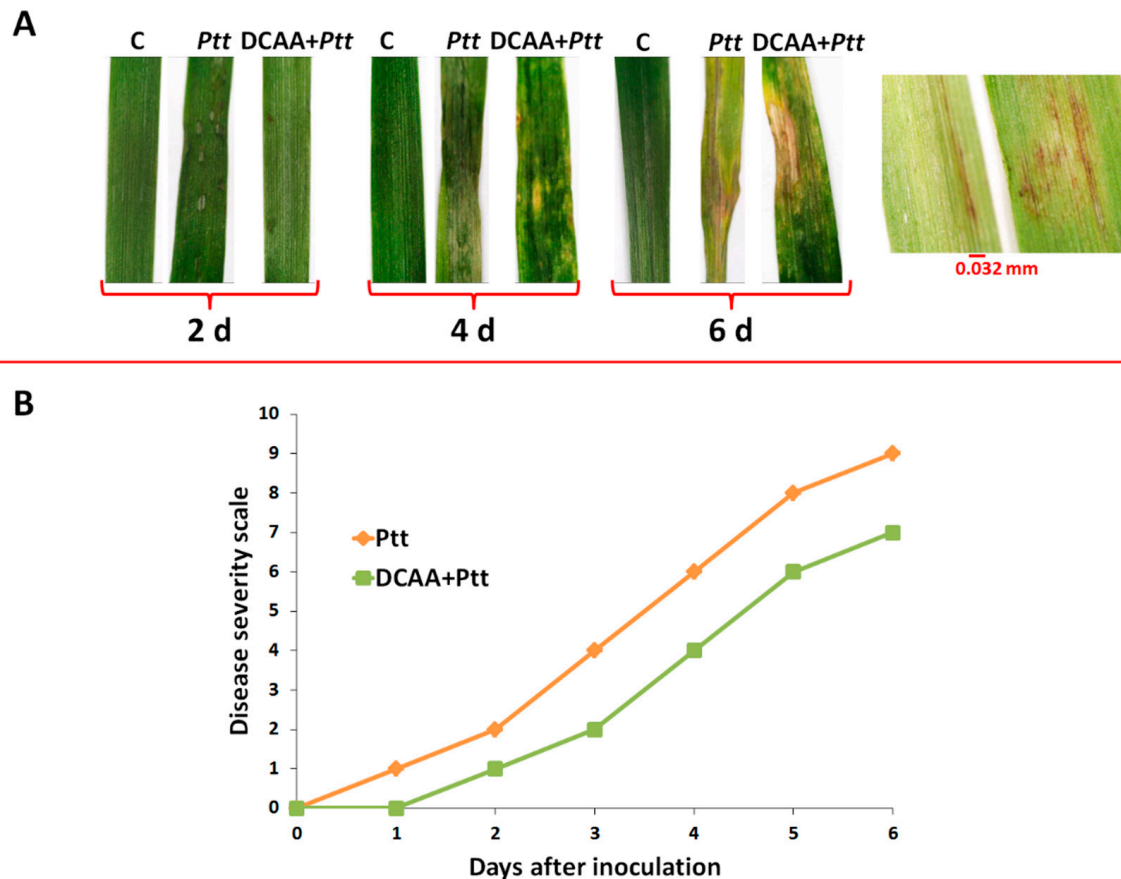 A
C Ptt DCAA+Ptt C Ptt DCAA+Ptt C Ptt DCAA+Ptt
0.032 mm
2 d 4 d 6 d
B
10
9
8
7
6
5
4
3
2
1
0
Disease severity scale
Ptt
DCAA+Ptt
0 1 2 3 4 5 6
Days after inoculation